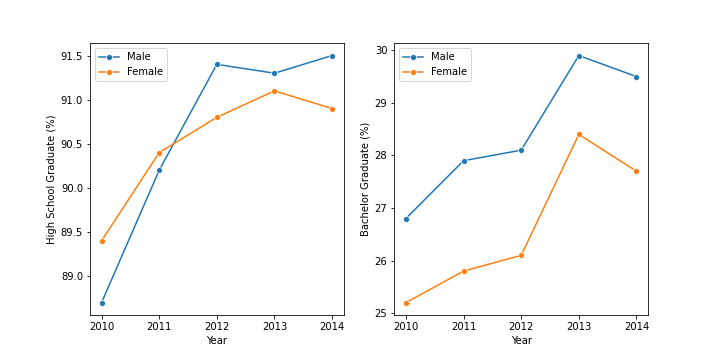 Male
Female
High School Graduate (%)
91.5
91.0
90.5
90.0
89.5
89.0
2010 2011 2012 2013 2014
Year
Male
Female
Bachelor Graduate (%)
30
29
28
27
26
25
2010 2011 2012 2013 2014
Year